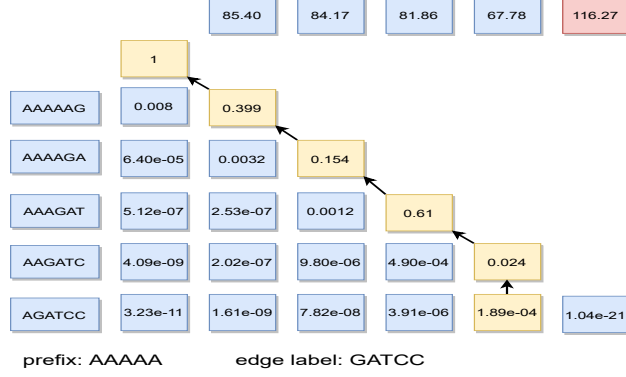 85.40 84.17 81.86 67.78 116.27
1
AAAAAG 0.008 0.399
AAAAGA 6.40e-05 0.0032 0.154
AAAGAT 5.12e-07 2.53e-07 0.0012 0.61
AAGATC 4.09e-09 2.02e-07 9.80e-06 4.90e-04 0.024
AGATCC 3.23e-11 1.61e-09 7.82e-08 3.91e-06 1.89e-04 1.04e-21
prefix: AAAAA edge label: GATCC